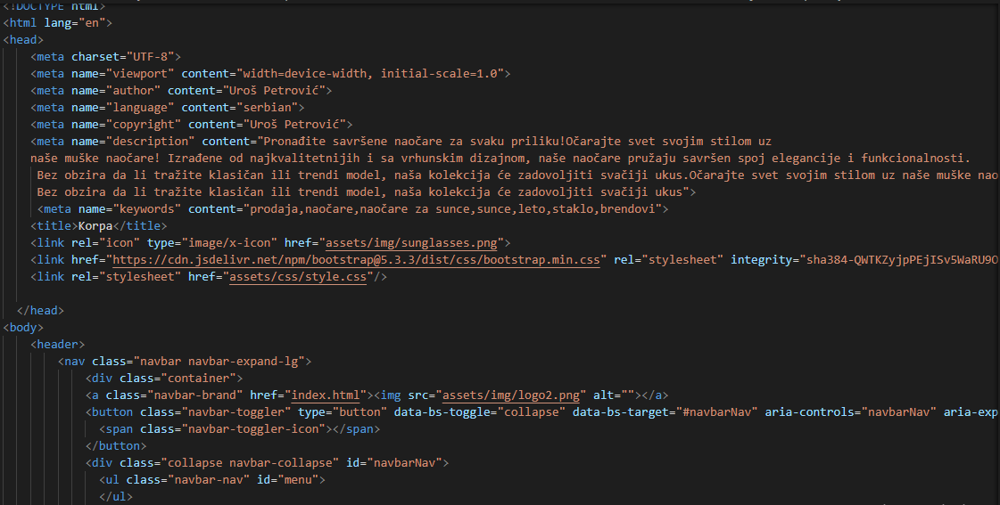 <!DOCTYPE html>
<html lang="en">
<head>
<meta charset="UTF-8">
<meta name="viewport" content="width=device-width, initial-scale=1.0">
<meta name="author" content="Uroš Petrović">
<meta name="language" content="serbian">
<meta name="copyright" content="Uroš Petrović">
<meta name="description" content="Pronađite savršene naočare za svaku priliku!Očarajte svet svojim stilom uz
naše muške naočare! Izrađene od najkvalitetnijih i sa vrhunskim dizajnom, naše naočare pružaju savršen spoj elegancije i funkcionalnosti.
Bez obzira da li tražite klasičan ili trendi model, naša kolekcija će zadovoljiti svačiji ukus.Očarajte svet svojim stilom uz naše muške nao
Bez obzira da li tražite klasičan ili trendi model, naša kolekcija će zadovoljiti svačiji ukus">
<meta name="keywords" content="prodaja,naočare,naočare za sunce,sunce,leto,staklo,brendovi">
<title>Korpa</title>
<link rel="icon" type="image/x-icon" href="assets/img/sunglasses.png">
<link href="https://cdn.jsdelivr.net/npm/bootstrap@5.3.3/dist/css/bootstrap.min.css" rel="stylesheet" integrity="sha384-QWTKZyjpPEjISv5WaRU9O
<link rel="stylesheet" href="assets/css/style.css"/>
</head>
<body>
<header>
<nav class="navbar navbar-expand-lg">
<div class="container">
<a class="navbar-brand" href="index.html"><img src="assets/img/logo2.png" alt=""></a>
<button class="navbar-toggler" type="button" data-bs-toggle="collapse" data-bs-target="#navbarNav" aria-controls="navbarNav" aria-exp
<span class="navbar-toggler-icon"></span>
</button>
<div class="collapse navbar-collapse" id="navbarNav">
<ul class="navbar-nav" id="menu">
</ul>